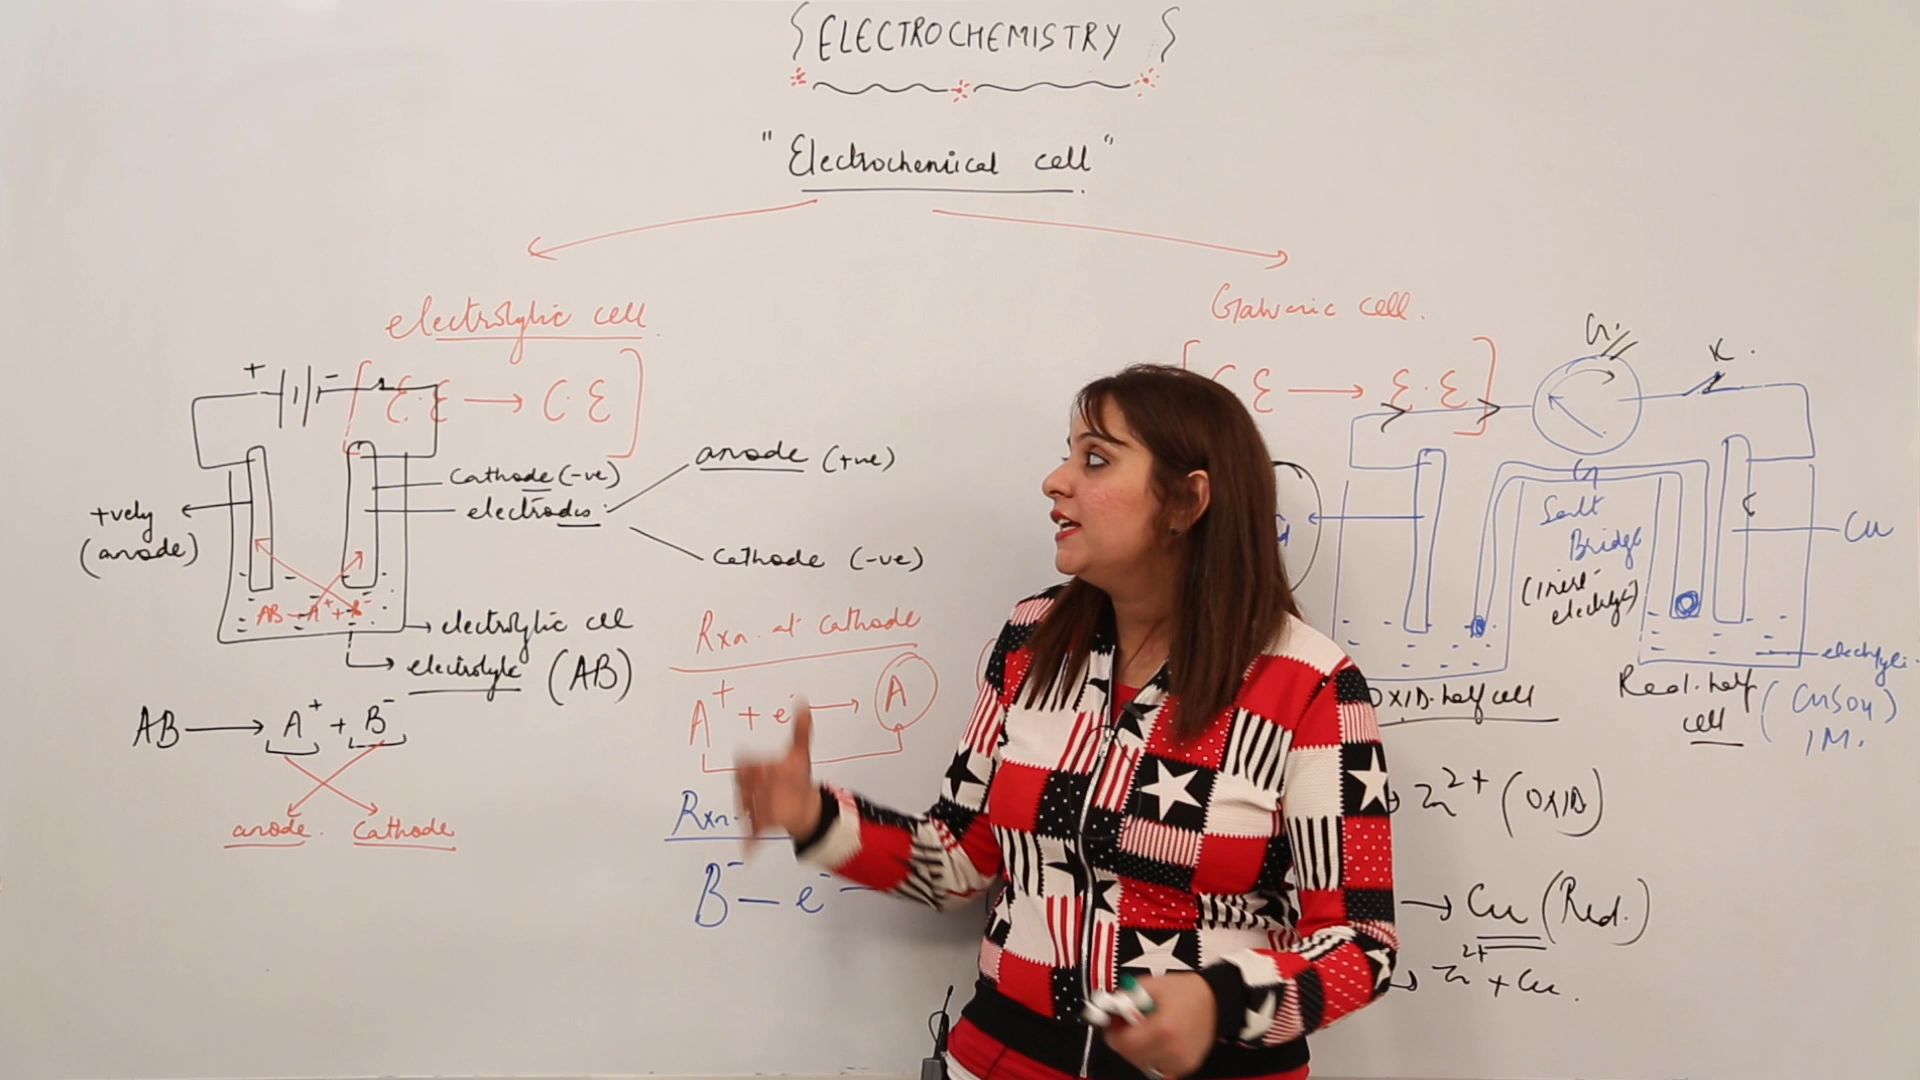 ELECTROCHEMISTRY
"Electrochemical cell"
electrolytic cell
E.E → C.E
+ -
Cathode (-ve)
electrodes
anode (+ve)
cathode (-ve)
+vely
(anode)
AB → A⁺ + B⁻
electrolytic cell
electrolyte (AB)
AB → A⁺ + B⁻
anode. Cathode
Rxn. at cathode
A⁺ + e⁻ → A
Rxn.
B⁻ — e⁻ —
Galvanic cell.
C.E → E.E
G.
K.
Salt
Bridge
(inert
electrolyte)
Cu
OXID. half cell
electrolyte
Red. half
cell
(CuSO4)
1M.
Zn²⁺ (OXID)
→ Cu (Red.)
→ Zn²⁺ + Cu.